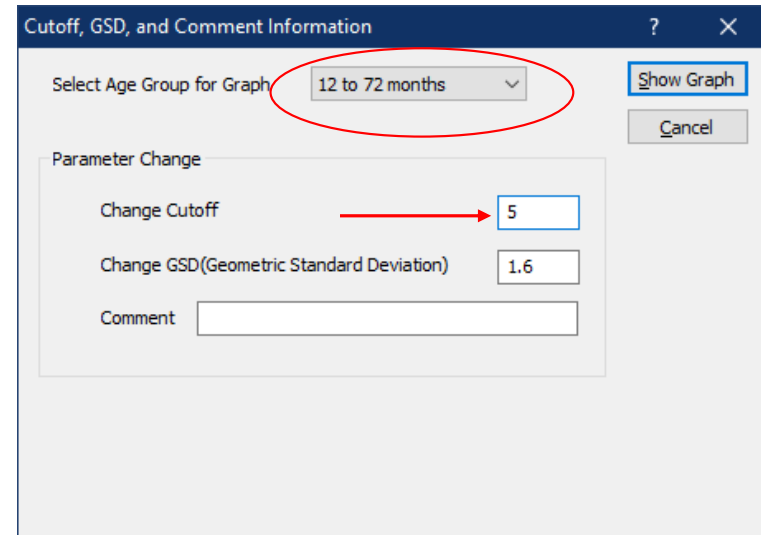 Cutoff, GSD, and Comment Information ? ✕
Select Age Group for Graph 12 to 72 months Show Graph
Cancel
Parameter Change
Change Cutoff 5
Change GSD(Geometric Standard Deviation) 1.6
Comment